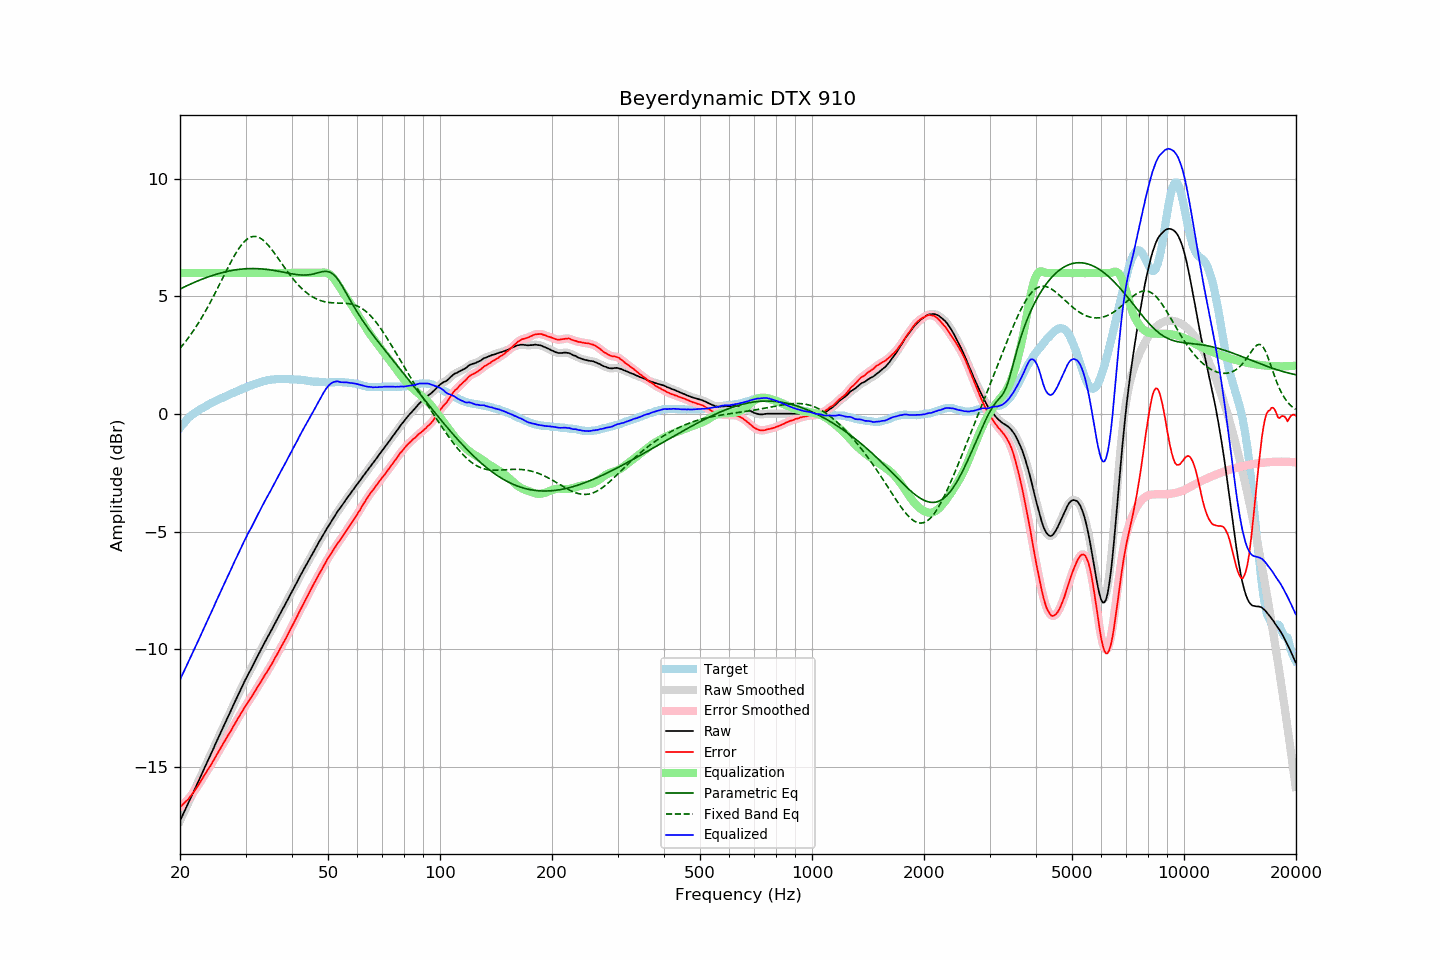 Beyerdynamic DTX 910
Amplitude (dBr)
10
5
0
−5
−10
−15
Target
Raw Smoothed
Error Smoothed
Raw
Error
Equalization
Parametric Eq
Fixed Band Eq
Equalized
20 50 100 200 500 1000 2000 5000 10000 20000
Frequency (Hz)